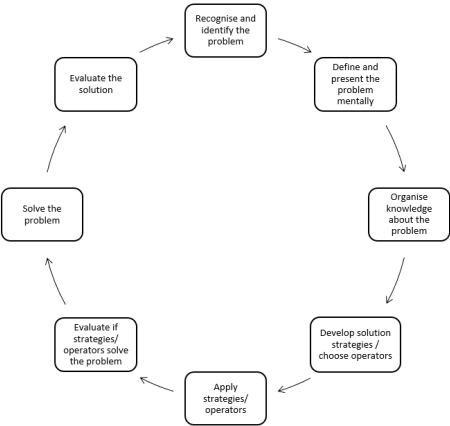 Recognise and
identify the
problem
Define and
present the
problem
mentally
Organise
knowledge
about the
problem
Develop solution
strategies /
choose operators
Apply
strategies/
operators
Evaluate if
strategies/
operators solve
the problem
Solve the
problem
Evaluate the
solution